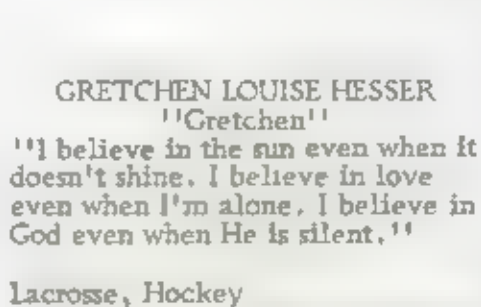 GRETCHEN LOUISE HESSER
"Gretchen"
"I believe in the sun even when it
doesn't shine. I believe in love
even when I'm alone. I believe in
God even when He is silent."
Lacrosse, Hockey